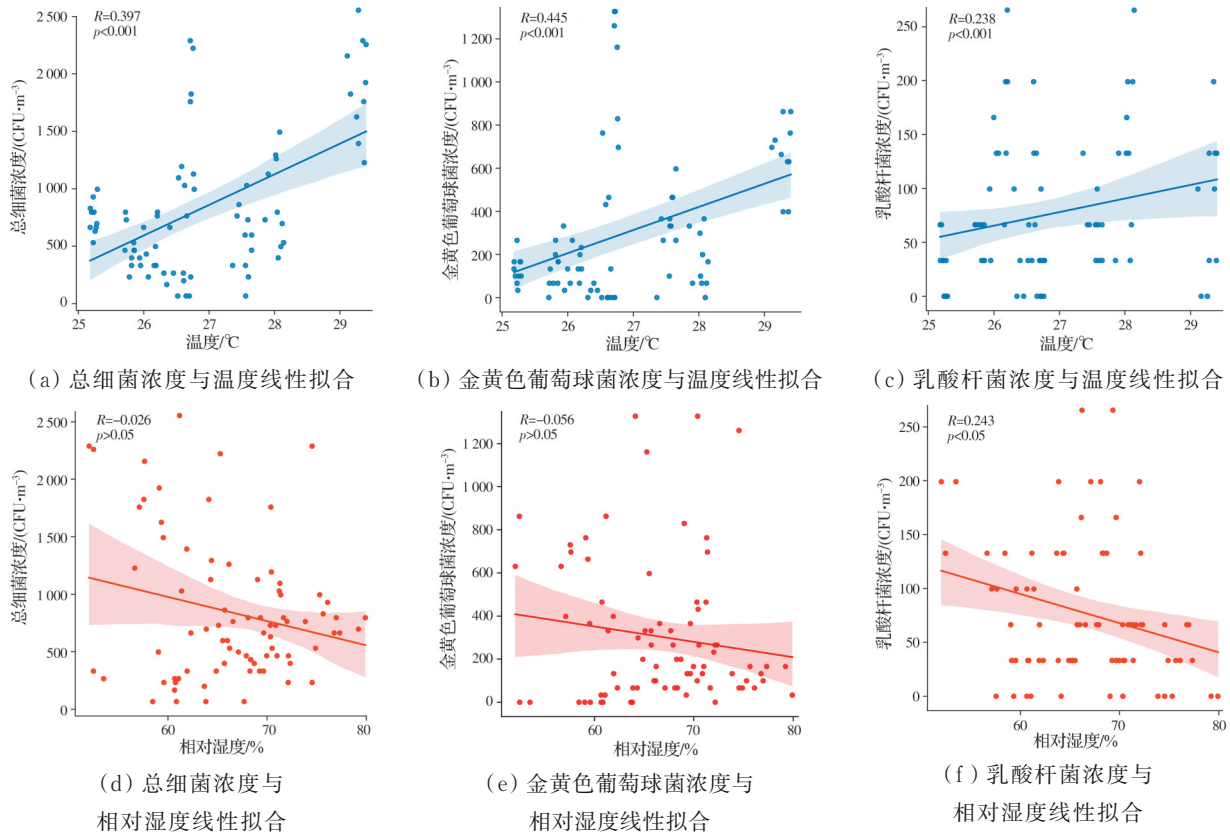 R=0.397
p<0.001
2 500
2 000
1 500
1 000
500
0
总细菌浓度/(CFU·m⁻³)
25
26
27
28
29
温度/℃
(a) 总细菌浓度与温度线性拟合
R=0.445
p<0.001
1 200
1 000
800
600
400
200
0
金黄色葡萄球菌浓度/(CFU·m⁻³)
25
26
27
28
29
温度/℃
(b) 金黄色葡萄球菌浓度与温度线性拟合
R=0.238
p<0.001
250
200
150
100
50
0
乳酸杆菌浓度/(CFU·m⁻³)
25
26
27
28
29
温度/℃
(c) 乳酸杆菌浓度与温度线性拟合
R=−0.026
p>0.05
2 500
2 000
1 500
1 000
500
0
总细菌浓度/(CFU·m⁻³)
60
70
80
相对湿度/%
(d) 总细菌浓度与
相对湿度线性拟合
R=−0.056
p>0.05
1 200
1 000
800
600
400
200
0
金黄色葡萄球菌浓度/(CFU·m⁻³)
60
70
80
相对湿度/%
(e) 金黄色葡萄球菌浓度与
相对湿度线性拟合
R=0.243
p<0.05
250
200
150
100
50
0
乳酸杆菌浓度/(CFU·m⁻³)
60
70
80
相对湿度/%
(f) 乳酸杆菌浓度与
相对湿度线性拟合